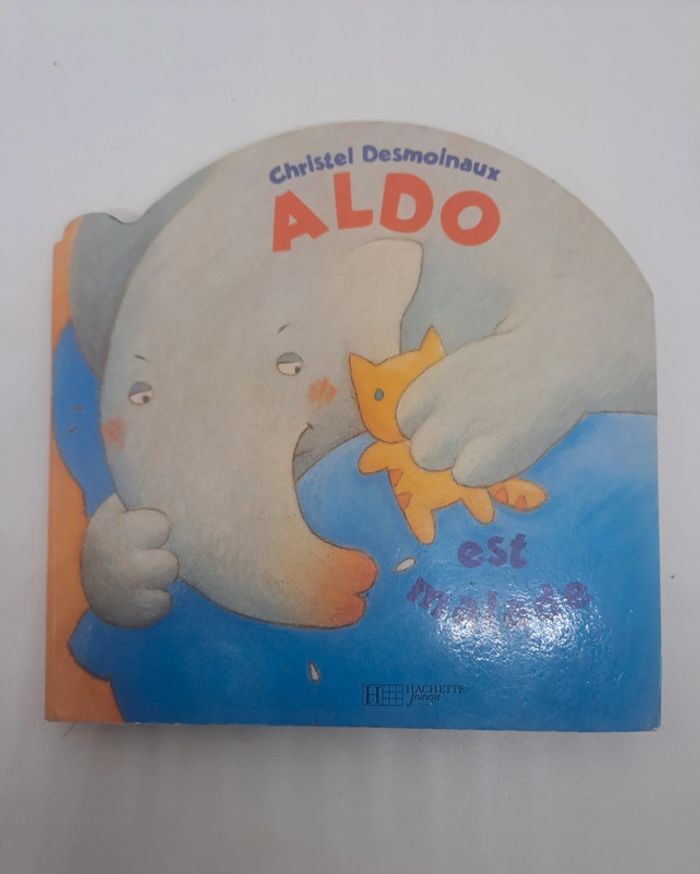 Christel Desmoinaux
ALDO
est
malade
H HACHETTE
Jeunesse